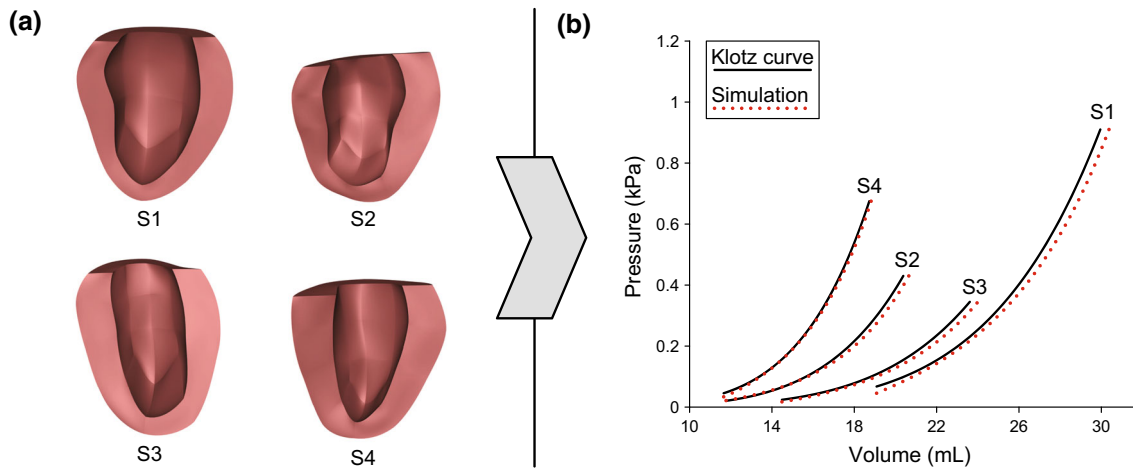 (a)
S1
S2
S3
S4
(b)
Klotz curve
Simulation
S1
S4
S2
S3
Pressure (kPa)
1.2
1
0.8
0.6
0.4
0.2
0
10
14
18
22
26
30
Volume (mL)